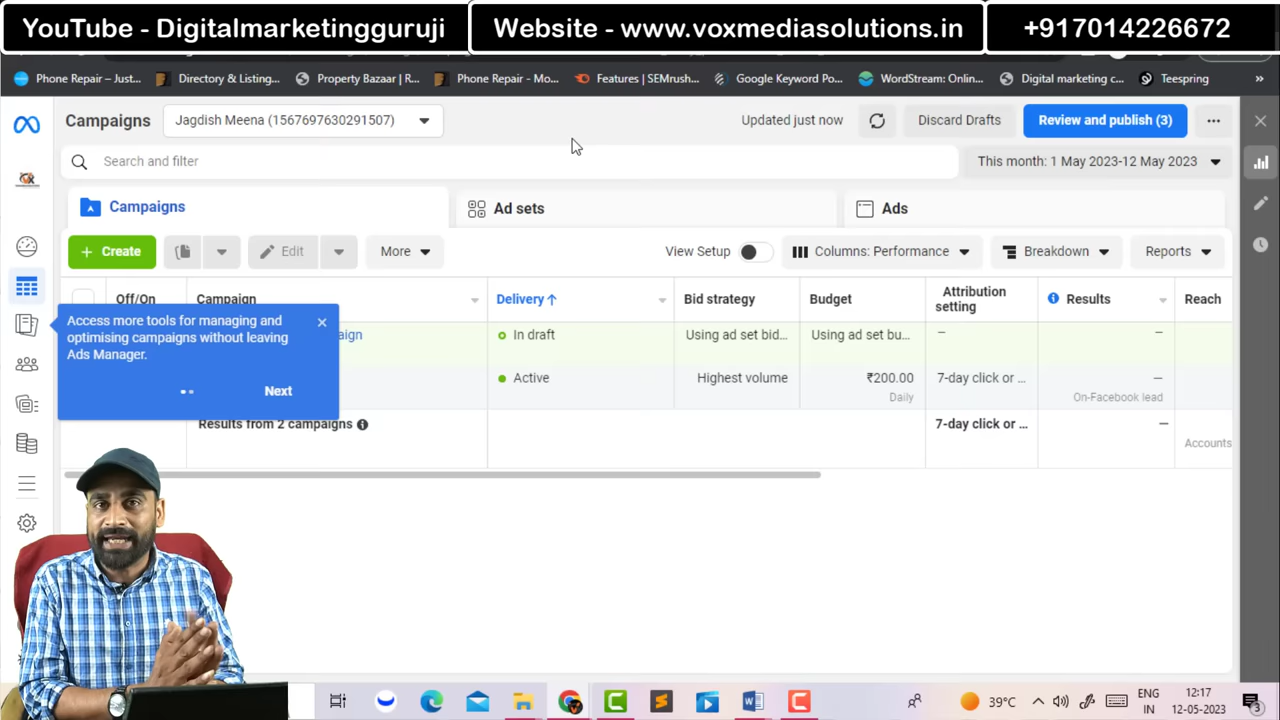 YouTube - Digitalmarketingguruji
Website - www.voxmediasolutions.in
+917014226672
Phone Repair – Just...
Directory & Listing...
Property Bazaar | R...
Phone Repair - Mo...
Features | SEMrush...
Google Keyword Po...
WordStream: Onlin...
Digital marketing c...
Teespring
»
Campaigns
Jagdish Meena (1567697630291507)
Updated just now
Discard Drafts
Review and publish (3)
...
Search and filter
This month: 1 May 2023-12 May 2023
Campaigns
Ad sets
Ads
+ Create
Edit
More
View Setup
Columns: Performance
Breakdown
Reports
Off/On
Campaign
Delivery ↑
Bid strategy
Budget
Attribution
setting
Results
Reach
Access more tools for managing and
optimising campaigns without leaving
Ads Manager.
Next
aign
In draft
Using ad set bid...
Using ad set bu...
—
—
Active
Highest volume
₹200.00
Daily
7-day click or ...
—
On-Facebook lead
Results from 2 campaigns
7-day click or ...
—
Accounts
39°C
ENG
IN
12:17
12-05-2023
3